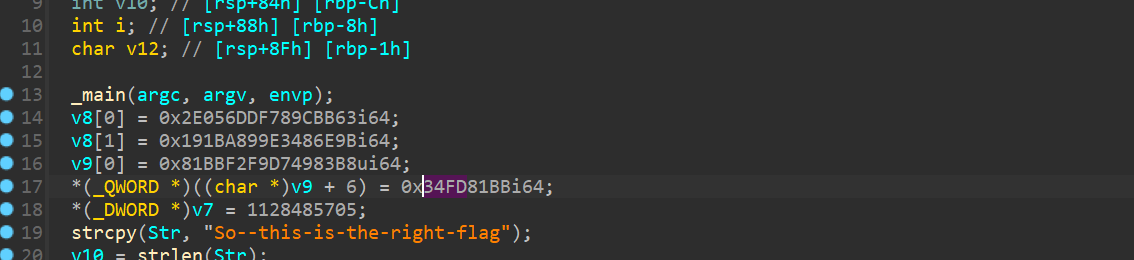 9 int v10; // [rsp+84h] [rbp-Ch]
10 int i; // [rsp+88h] [rbp-8h]
11 char v12; // [rsp+8Fh] [rbp-1h]
12
13 _main(argc, argv, envp);
14 v8[0] = 0x2E056DDF789CBB63i64;
15 v8[1] = 0x191BA899E3486E9Bi64;
16 v9[0] = 0x81BBF2F9D74983B8ui64;
17 *(_QWORD *)((char *)v9 + 6) = 0x34FD81BBi64;
18 *(_DWORD *)v7 = 1128485705;
19 strcpy(Str, "So--this-is-the-right-flag");
20 v10 = strlen(Str);